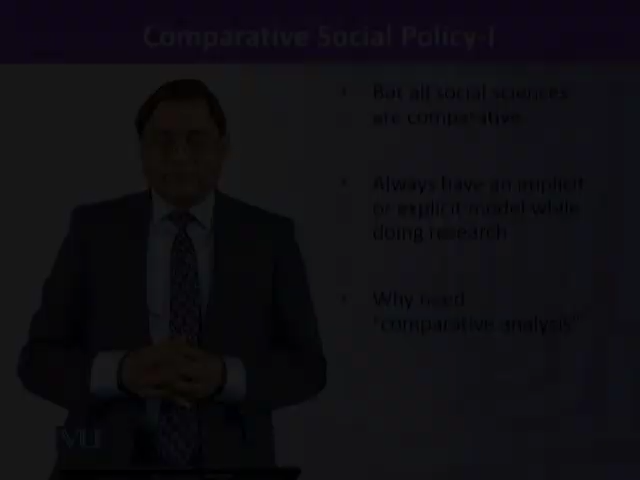 Comparative Social Policy-I
• But all social sciences
are comparative
• Always have an implicit
or explicit model while
doing research
• Why need
"comparative analysis"
VU